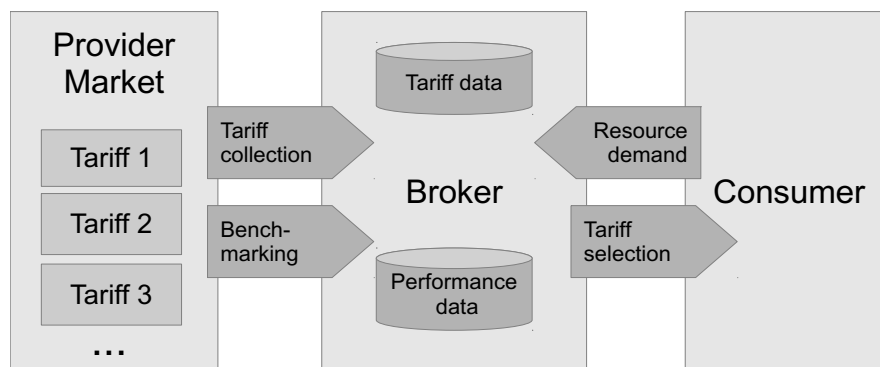 Provider
Market
Tariff 1
Tariff 2
Tariff 3
...
Tariff
collection
Bench-
marking
Tariff data
Broker
Performance
data
Resource
demand
Tariff
selection
Consumer